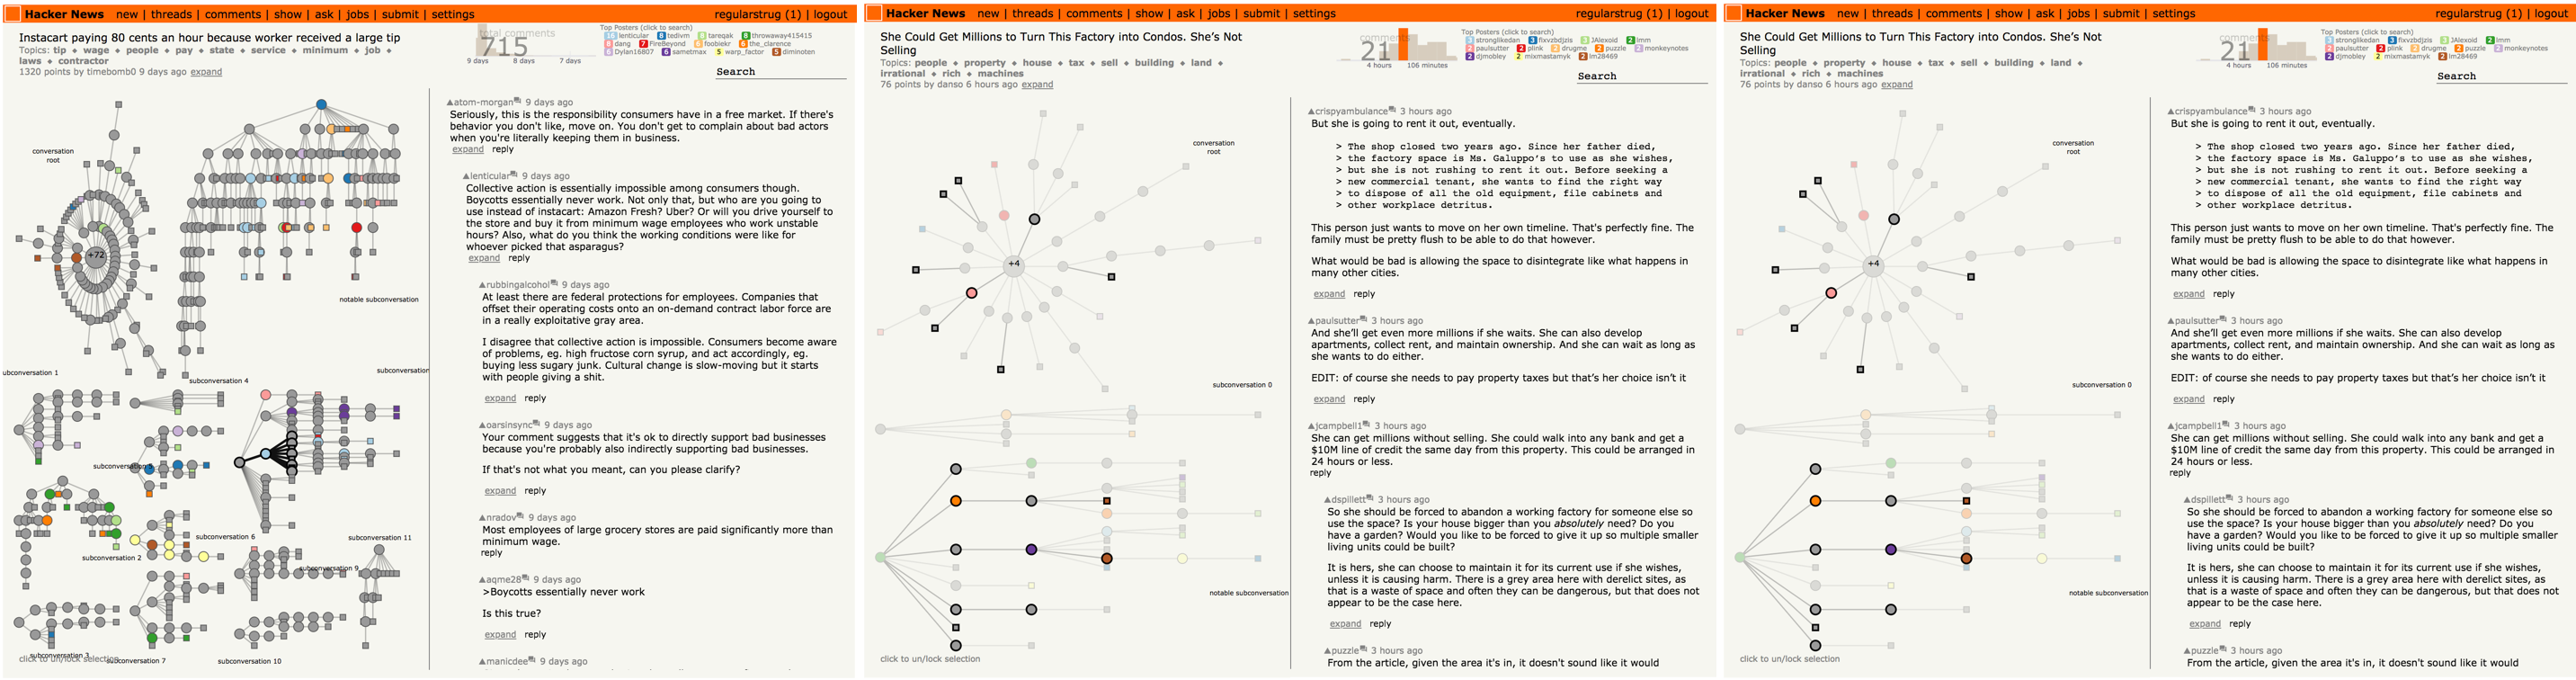 Hacker News new | threads | comments | show | ask | jobs | submit | settings regularstrug (1) | logout
Instacart paying 80 cents an hour because worker received a large tip
Topics: tip ⬥ wage ⬥ people ⬥ pay ⬥ state ⬥ service ⬥ minimum ⬥ job ⬥
laws ⬥ contractor
1320 points by timebomb0 9 days ago expand
total comments
715
9 days 8 days 7 days
Top Posters (click to search)
lenticular 8 tedivm tareqak 8 throwaway415415
dang 7 FireBeyond foobiekr 6 the_clarence
Dylan16807 6 sametmax 5 warp_factor 5 dlminoten
Search
conversation
root
+72
notable subconversation
subconversation 1
subconversation 4
subconversation
subconversation 5
subconversation 6
subconversation 11
subconversation 2
subconversation 9
subconversation 3
subconversation 7
subconversation 10
click to un/lock selection
▲atom-morgan 9 days ago
Seriously, this is the responsibility consumers have in a free market. If there's
behavior you don't like, move on. You don't get to complain about bad actors
when you're literally keeping them in business.
expand reply
▲lenticular 9 days ago
Collective action is essentially impossible among consumers though.
Boycotts essentially never work. Not only that, but who are you going to
use instead of instacart: Amazon Fresh? Uber? Or will you drive yourself to
the store and buy it from minimum wage employees who work unstable
hours? Also, what do you think the working conditions were like for
whoever picked that asparagus?
expand reply
▲rubbingalcohol 9 days ago
At least there are federal protections for employees. Companies that
offset their operating costs onto an on-demand contract labor force are
in a really exploitative gray area.
I disagree that collective action is impossible. Consumers become aware
of problems, eg. high fructose corn syrup, and act accordingly, eg.
buying less sugary junk. Cultural change is slow-moving but it starts
with people giving a shit.
expand reply
▲oarsinsync 9 days ago
Your comment suggests that it's ok to directly support bad businesses
because you're probably also indirectly supporting bad businesses.
If that's not what you meant, can you please clarify?
expand reply
▲nradov 9 days ago
Most employees of large grocery stores are paid significantly more than
minimum wage.
reply
▲aqme28 9 days ago
>Boycotts essentially never work
Is this true?
expand reply
▲manicdee 9 days ago
Hacker News new | threads | comments | show | ask | jobs | submit | settings regularstrug (1) | logout
She Could Get Millions to Turn This Factory into Condos. She's Not
Selling
Topics: people ⬥ property ⬥ house ⬥ tax ⬥ sell ⬥ building ⬥ land ⬥
irrational ⬥ rich ⬥ machines
76 points by danso 6 hours ago expand
comments
21
4 hours 106 minutes
Top Posters (click to search)
3 stronglikedan 3 fixvzbdjzis 3 JAlexoid 2 lmm
2 paulsutter 2 plink 2 drugme 2 puzzle 2 monkeynotes
2 djmobley 2 mixmastamyk 2 lm28469
Search
conversation
root
+4
subconversation 0
notable subconversation
click to un/lock selection
▲crispyambulance 3 hours ago
But she is going to rent it out, eventually.
> The shop closed two years ago. Since her father died,
> the factory space is Ms. Galuppo's to use as she wishes,
> but she is not rushing to rent it out. Before seeking a
> new commercial tenant, she wants to find the right way
> to dispose of all the old equipment, file cabinets and
> other workplace detritus.
This person just wants to move on her own timeline. That's perfectly fine. The
family must be pretty flush to be able to do that however.
What would be bad is allowing the space to disintegrate like what happens in
many other cities.
expand reply
▲paulsutter 3 hours ago
And she'll get even more millions if she waits. She can also develop
apartments, collect rent, and maintain ownership. And she can wait as long as
she wants to do either.
EDIT: of course she needs to pay property taxes but that's her choice isn't it
expand reply
▲jcampbell1 3 hours ago
She can get millions without selling. She could walk into any bank and get a
$10M line of credit the same day from this property. This could be arranged in
24 hours or less.
reply
▲dspillett 3 hours ago
So she should be forced to abandon a working factory for someone else so
use the space? Is your house bigger than you absolutely need? Do you
have a garden? Would you like to be forced to give it up so multiple smaller
living units could be built?
It is hers, she can choose to maintain it for its current use if she wishes,
unless it is causing harm. There is a grey area here with derelict sites, as
that is a waste of space and often they can be dangerous, but that does not
appear to be the case here.
expand reply
▲puzzle 3 hours ago
From the article, given the area it's in, it doesn't sound like it would
Hacker News new | threads | comments | show | ask | jobs | submit | settings regularstrug (1) | logout
She Could Get Millions to Turn This Factory into Condos. She's Not
Selling
Topics: people ⬥ property ⬥ house ⬥ tax ⬥ sell ⬥ building ⬥ land ⬥
irrational ⬥ rich ⬥ machines
76 points by danso 6 hours ago expand
comments
21
4 hours 106 minutes
Top Posters (click to search)
3 stronglikedan 3 fixvzbdjzis 3 JAlexoid 2 lmm
2 paulsutter 2 plink 2 drugme 2 puzzle 2 monkeynotes
2 djmobley 2 mixmastamyk 2 lm28469
Search
conversation
root
+4
subconversation 0
notable subconversation
click to un/lock selection
▲crispyambulance 3 hours ago
But she is going to rent it out, eventually.
> The shop closed two years ago. Since her father died,
> the factory space is Ms. Galuppo's to use as she wishes,
> but she is not rushing to rent it out. Before seeking a
> new commercial tenant, she wants to find the right way
> to dispose of all the old equipment, file cabinets and
> other workplace detritus.
This person just wants to move on her own timeline. That's perfectly fine. The
family must be pretty flush to be able to do that however.
What would be bad is allowing the space to disintegrate like what happens in
many other cities.
expand reply
▲paulsutter 3 hours ago
And she'll get even more millions if she waits. She can also develop
apartments, collect rent, and maintain ownership. And she can wait as long as
she wants to do either.
EDIT: of course she needs to pay property taxes but that's her choice isn't it
expand reply
▲jcampbell1 3 hours ago
She can get millions without selling. She could walk into any bank and get a
$10M line of credit the same day from this property. This could be arranged in
24 hours or less.
reply
▲dspillett 3 hours ago
So she should be forced to abandon a working factory for someone else so
use the space? Is your house bigger than you absolutely need? Do you
have a garden? Would you like to be forced to give it up so multiple smaller
living units could be built?
It is hers, she can choose to maintain it for its current use if she wishes,
unless it is causing harm. There is a grey area here with derelict sites, as
that is a waste of space and often they can be dangerous, but that does not
appear to be the case here.
expand reply
▲puzzle 3 hours ago
From the article, given the area it's in, it doesn't sound like it would